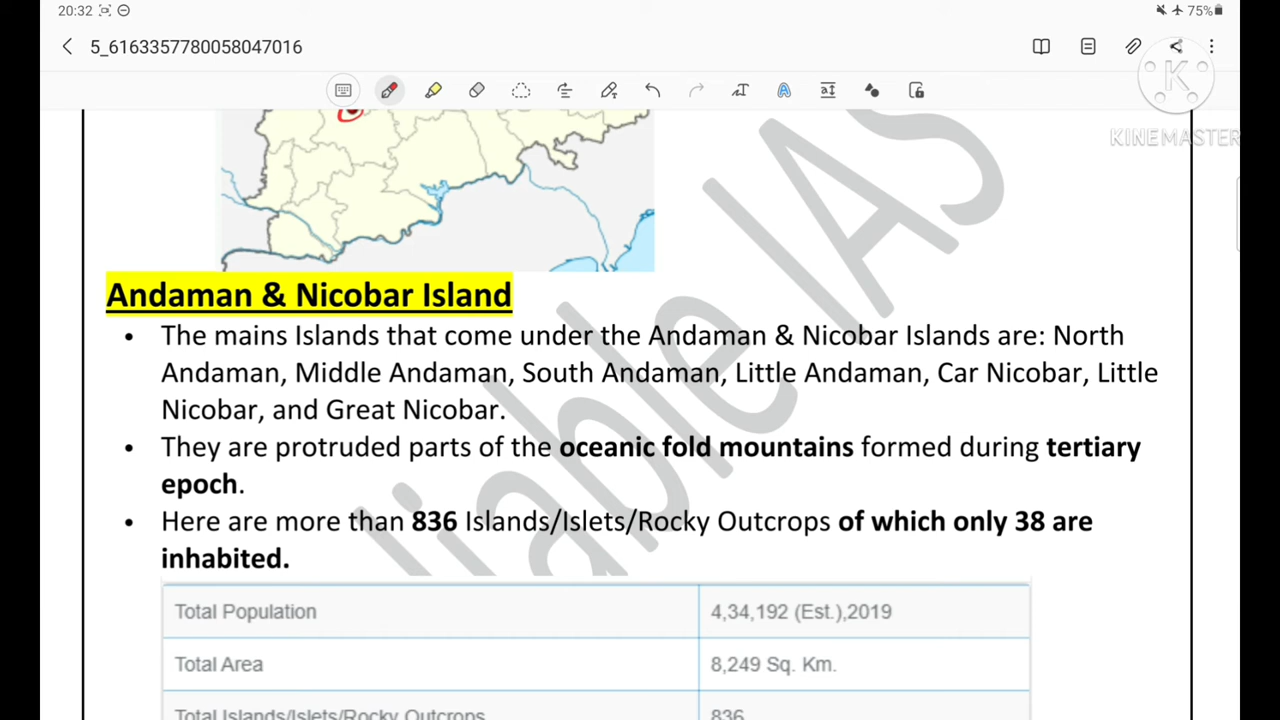 20:32
75%
5_6163357780058047016
K
KINEMASTER
Andaman & Nicobar Island
• The mains Islands that come under the Andaman & Nicobar Islands are: North
Andaman, Middle Andaman, South Andaman, Little Andaman, Car Nicobar, Little
Nicobar, and Great Nicobar.
• They are protruded parts of the oceanic fold mountains formed during tertiary
epoch.
• Here are more than 836 Islands/Islets/Rocky Outcrops of which only 38 are
inhabited.
Total Population 4,34,192 (Est.),2019
Total Area 8,249 Sq. Km.
Total Islands/Islets/Rocky Outcrops 836
liable IAS